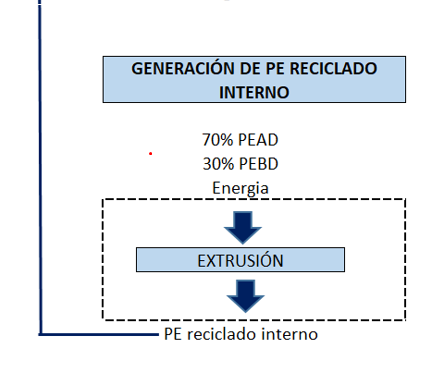 GENERACIÓN DE PE RECICLADO
INTERNO
70% PEAD
30% PEBD
Energia
EXTRUSIÓN
PE reciclado interno